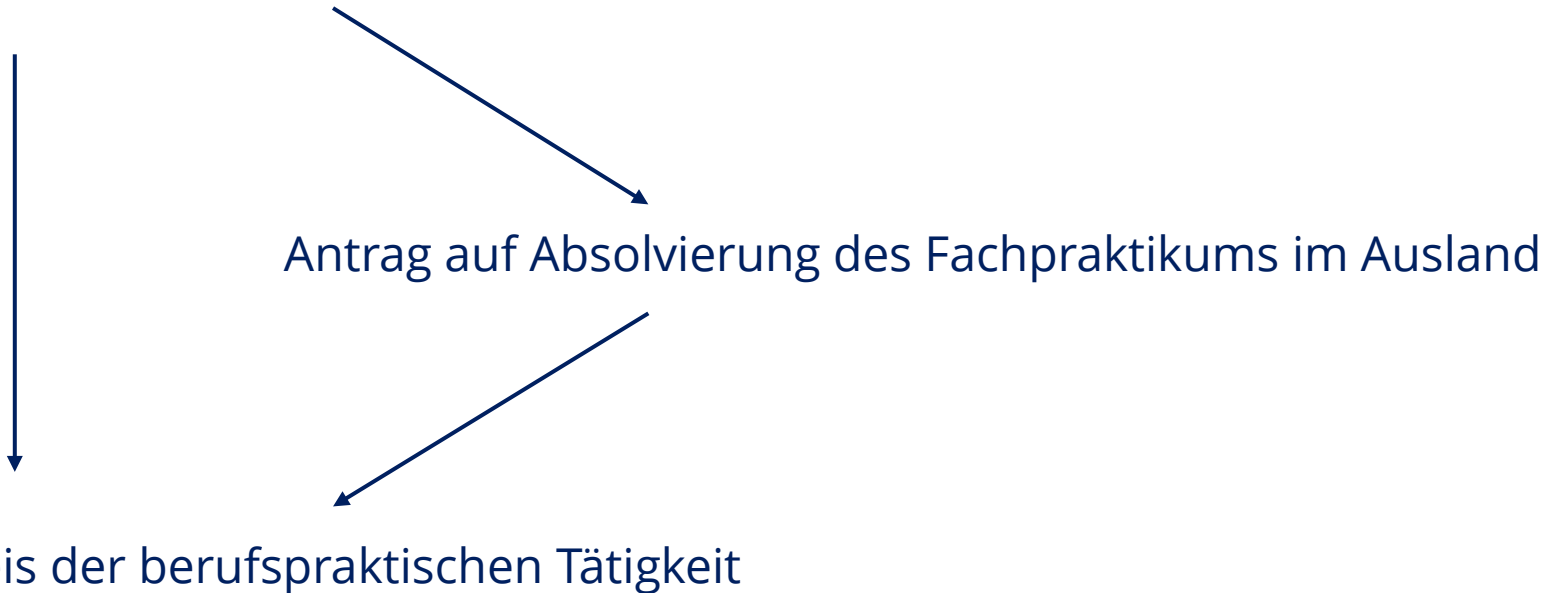 Antrag auf Absolvierung des Fachpraktikums im Ausland
is der berufspraktischen Tätigkeit